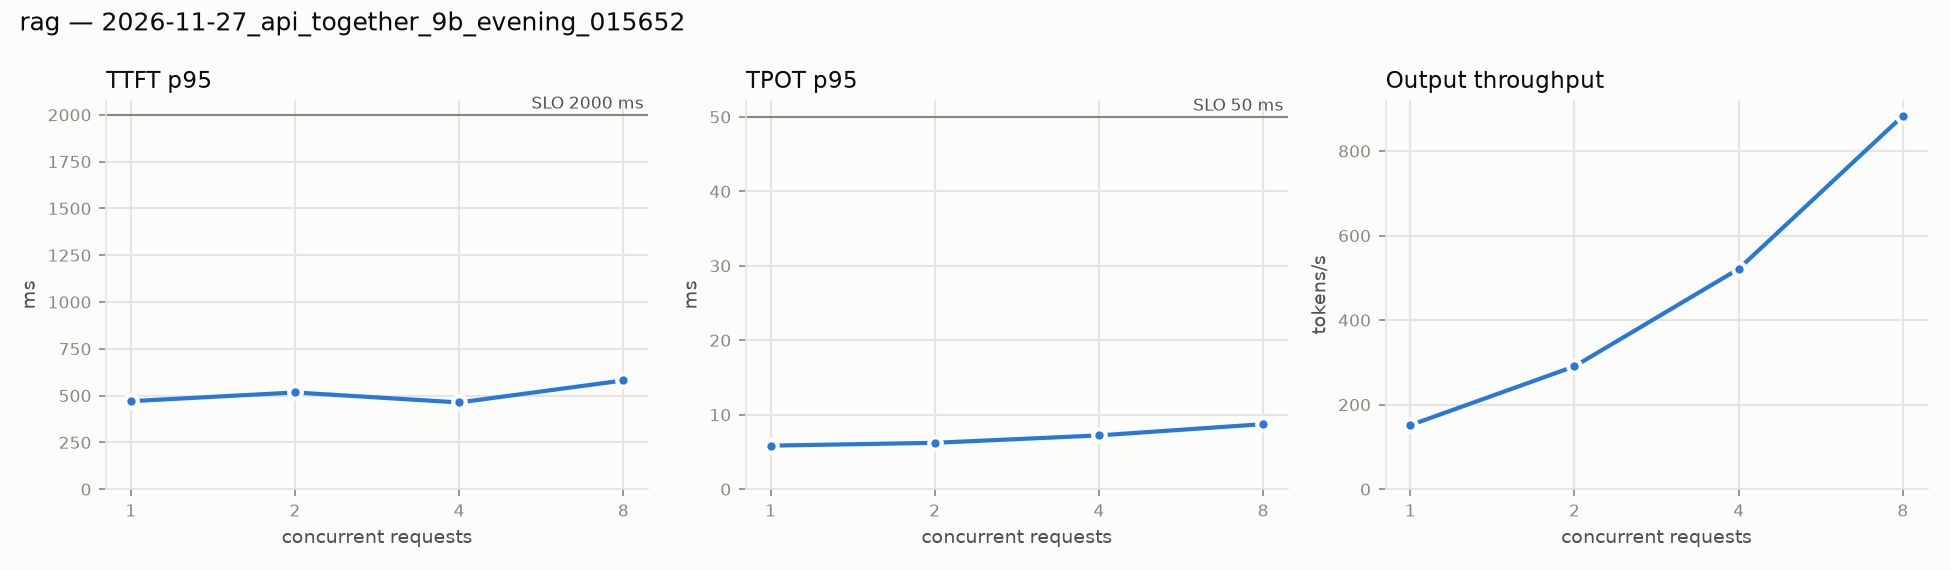 rag — 2026-11-27_api_together_9b_evening_015652
TTFT p95
SLO 2000 ms
2000
1750
1500
1250
1000
750
500
250
0
ms
1 2 4 8
concurrent requests
TPOT p95
SLO 50 ms
50
40
30
20
10
0
ms
1 2 4 8
concurrent requests
Output throughput
800
600
400
200
0
tokens/s
1 2 4 8
concurrent requests